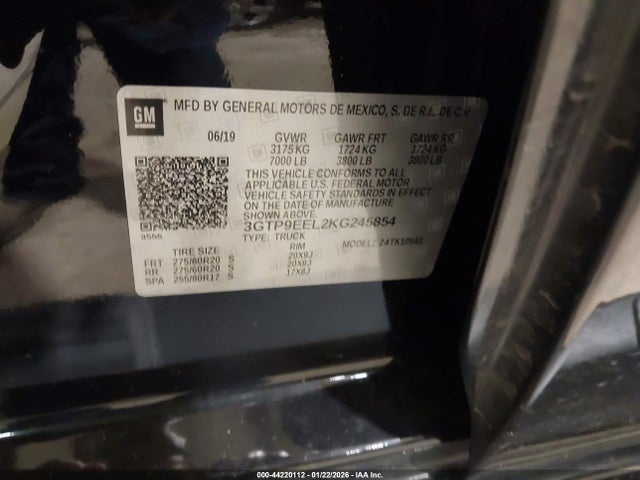 GM
MFD BY GENERAL MOTORS DE MEXICO, S. DE R.L. DE C.V.
06/19 GVWR GAWR FRT GAWR RR
3175 KG 1724 KG 1724 KG
7000 LB 3800 LB 3800 LB
THIS VEHICLE CONFORMS TO ALL
APPLICABLE U.S. FEDERAL MOTOR
VEHICLE SAFETY STANDARDS IN EFFECT
ON THE DATE OF MANUFACTURE
SHOWN ABOVE.
3GTP9EEL2KG245854
TYPE: TRUCK MODEL: 24TK10543
TIRE SIZE RIM
FRT 275/60R20 S 20X9J
RR 275/60R20 S 20X9J
SPA 255/80R17 S 17X8J
000-44220112 - 01/22/2026 - IAA Inc.